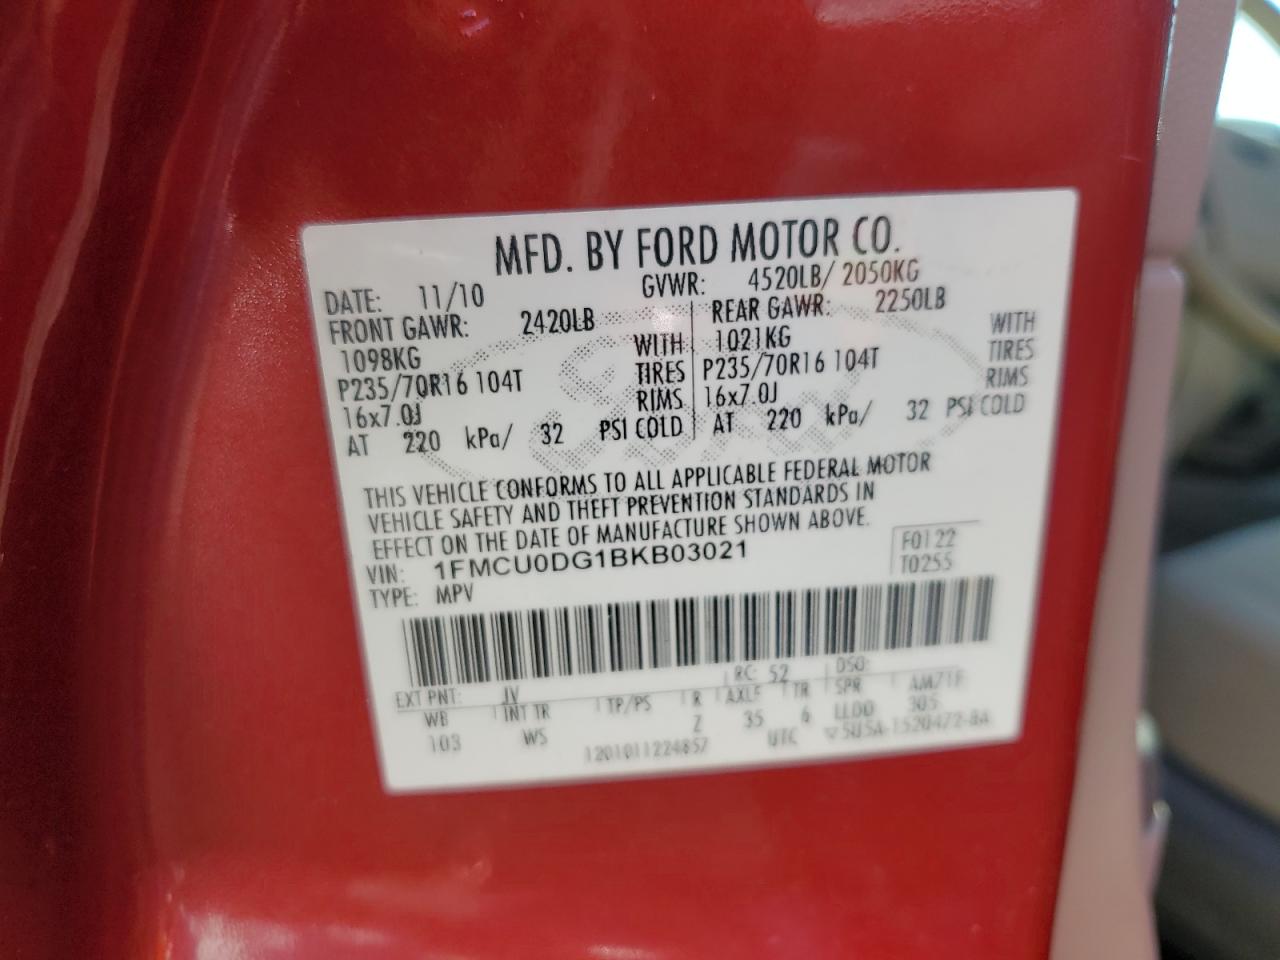 MFD. BY FORD MOTOR CO.
DATE: 11/10 GVWR: 4520LB/ 2050KG
FRONT GAWR: 2420LB REAR GAWR: 2250LB
1098KG WITH 1021KG WITH
P235/70R16 104T TIRES P235/70R16 104T TIRES
16x7.0J RIMS 16x7.0J RIMS
AT 220 kPa/ 32 PSI COLD AT 220 kPa/ 32 PSI COLD
THIS VEHICLE CONFORMS TO ALL APPLICABLE FEDERAL MOTOR
VEHICLE SAFETY AND THEFT PREVENTION STANDARDS IN
EFFECT ON THE DATE OF MANUFACTURE SHOWN ABOVE.
VIN: 1FMCU0DG1BKB03021 F0122
TYPE: MPV T0255
EXT PNT: JV RC: 52 DSO:
WB INT TR TP/PS R AXLE TR SPR
103 WS Z 35 6 LLOO 305
1201011224857 UTC 5U5A-1520472-BA